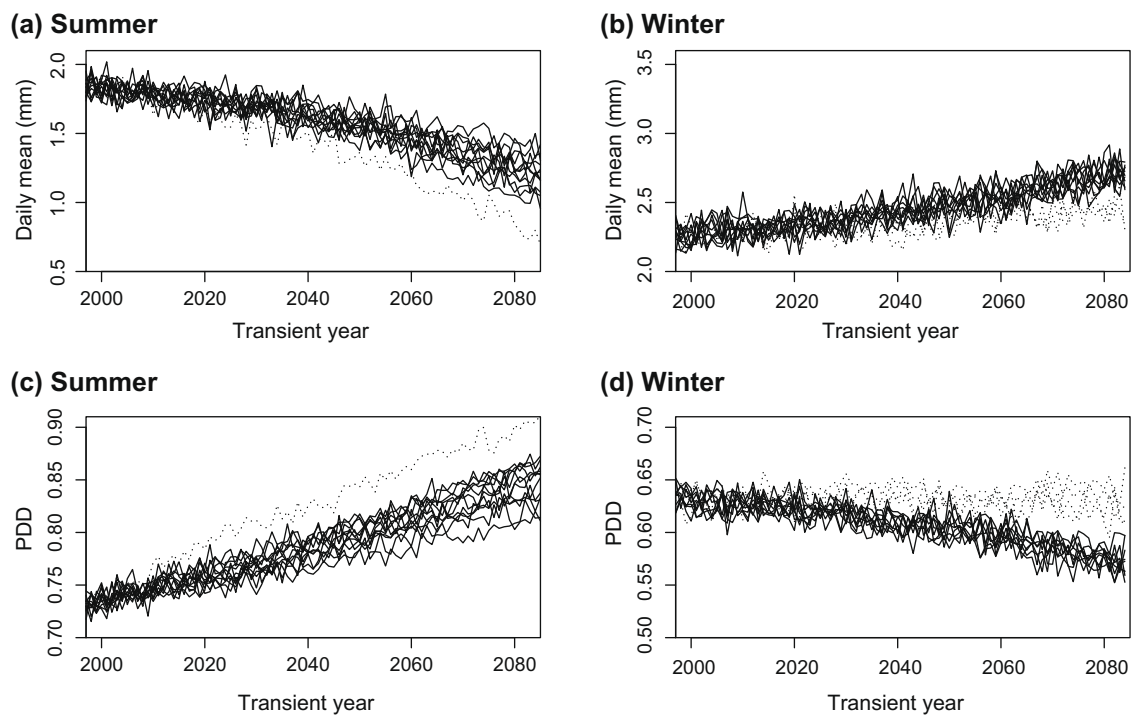 (a) Summer
Daily mean (mm)
2.0
1.5
1.0
0.5
2000 2020 2040 2060 2080
Transient year
(b) Winter
Daily mean (mm)
3.5
3.0
2.5
2.0
2000 2020 2040 2060 2080
Transient year
(c) Summer
PDD
0.90
0.85
0.80
0.75
0.70
2000 2020 2040 2060 2080
Transient year
(d) Winter
PDD
0.70
0.65
0.60
0.55
0.50
2000 2020 2040 2060 2080
Transient year